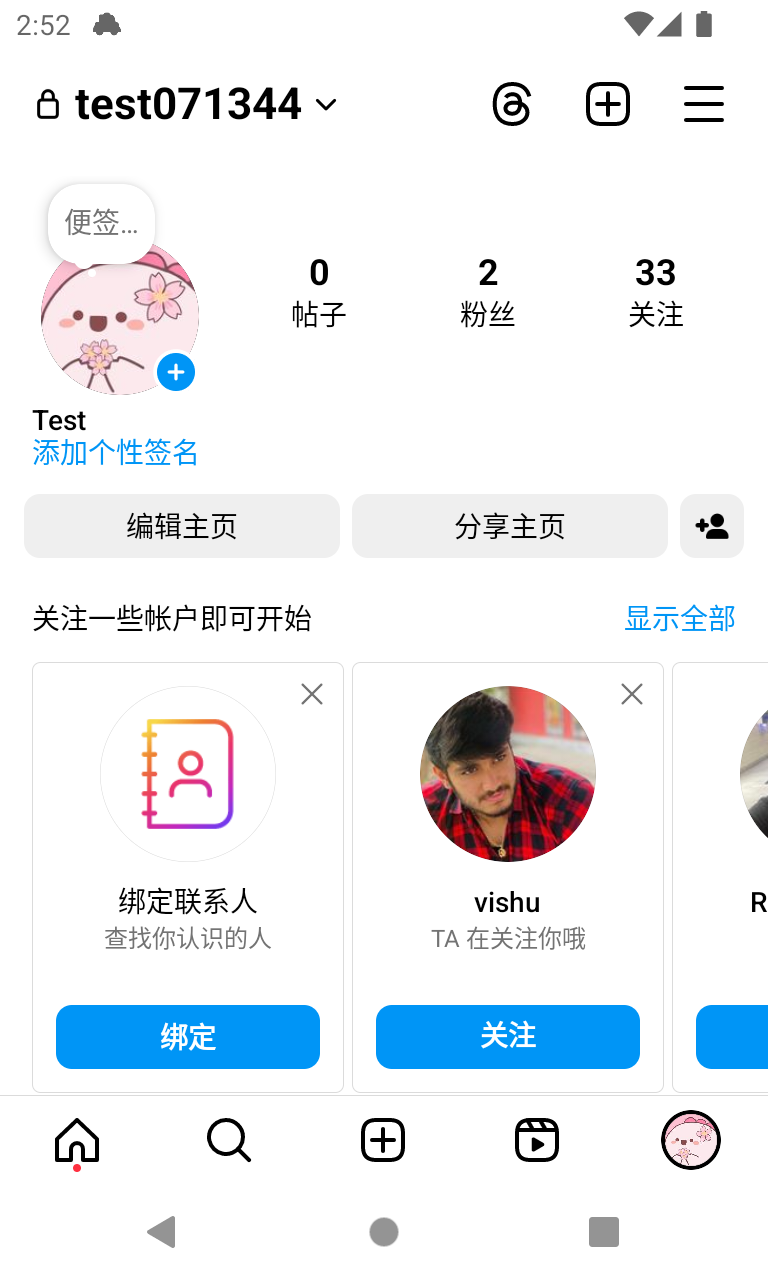 2:52
test071344
便签...
0
帖子
2
粉丝
33
关注
Test
添加个性签名
编辑主页
分享主页
关注一些帐户即可开始
显示全部
绑定联系人
查找你认识的人
绑定
vishu
TA 在关注你哦
关注
R